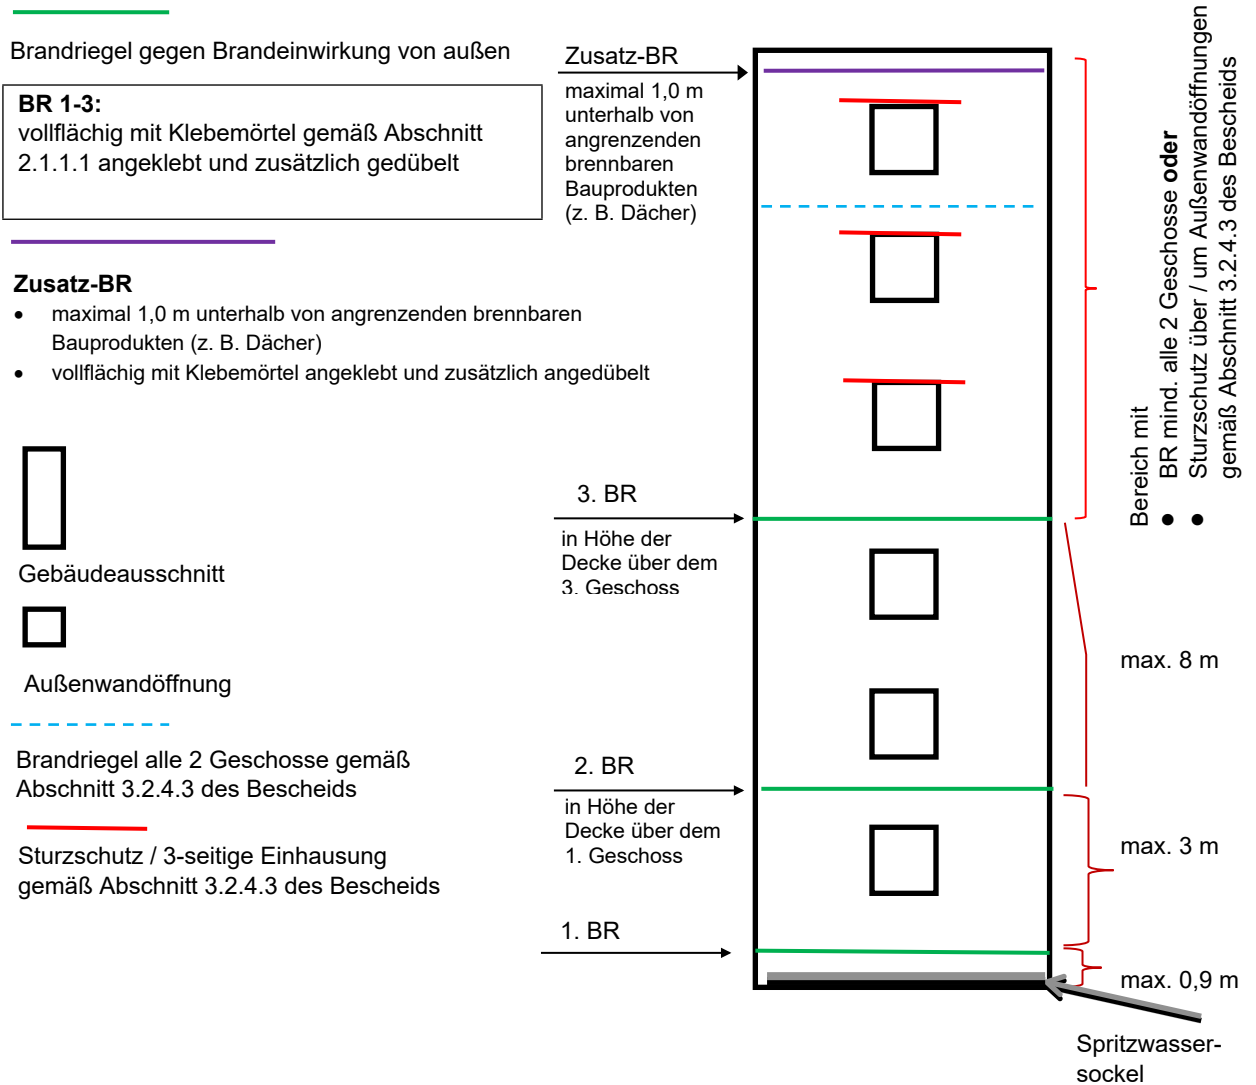 Brandriegel gegen Brandeinwirkung von außen
BR 1-3:
vollflächig mit Klebemörtel gemäß Abschnitt
2.1.1.1 angeklebt und zusätzlich gedübelt
Zusatz-BR
• maximal 1,0 m unterhalb von angrenzenden brennbaren
Bauprodukten (z. B. Dächer)
• vollflächig mit Klebemörtel angeklebt und zusätzlich angedübelt
Gebäudeausschnitt
Außenwandöffnung
Brandriegel alle 2 Geschosse gemäß
Abschnitt 3.2.4.3 des Bescheids
Sturzschutz / 3-seitige Einhausung
gemäß Abschnitt 3.2.4.3 des Bescheids
Zusatz-BR
maximal 1,0 m
unterhalb von
angrenzenden
brennbaren
Bauprodukten
(z. B. Dächer)
3. BR
in Höhe der
Decke über dem
3. Geschoss
2. BR
in Höhe der
Decke über dem
1. Geschoss
1. BR
Bereich mit
• BR mind. alle 2 Geschosse oder
• Sturzschutz über / um Außenwandöffnungen
gemäß Abschnitt 3.2.4.3 des Bescheids
max. 8 m
max. 3 m
max. 0,9 m
Spritzwasser-
sockel